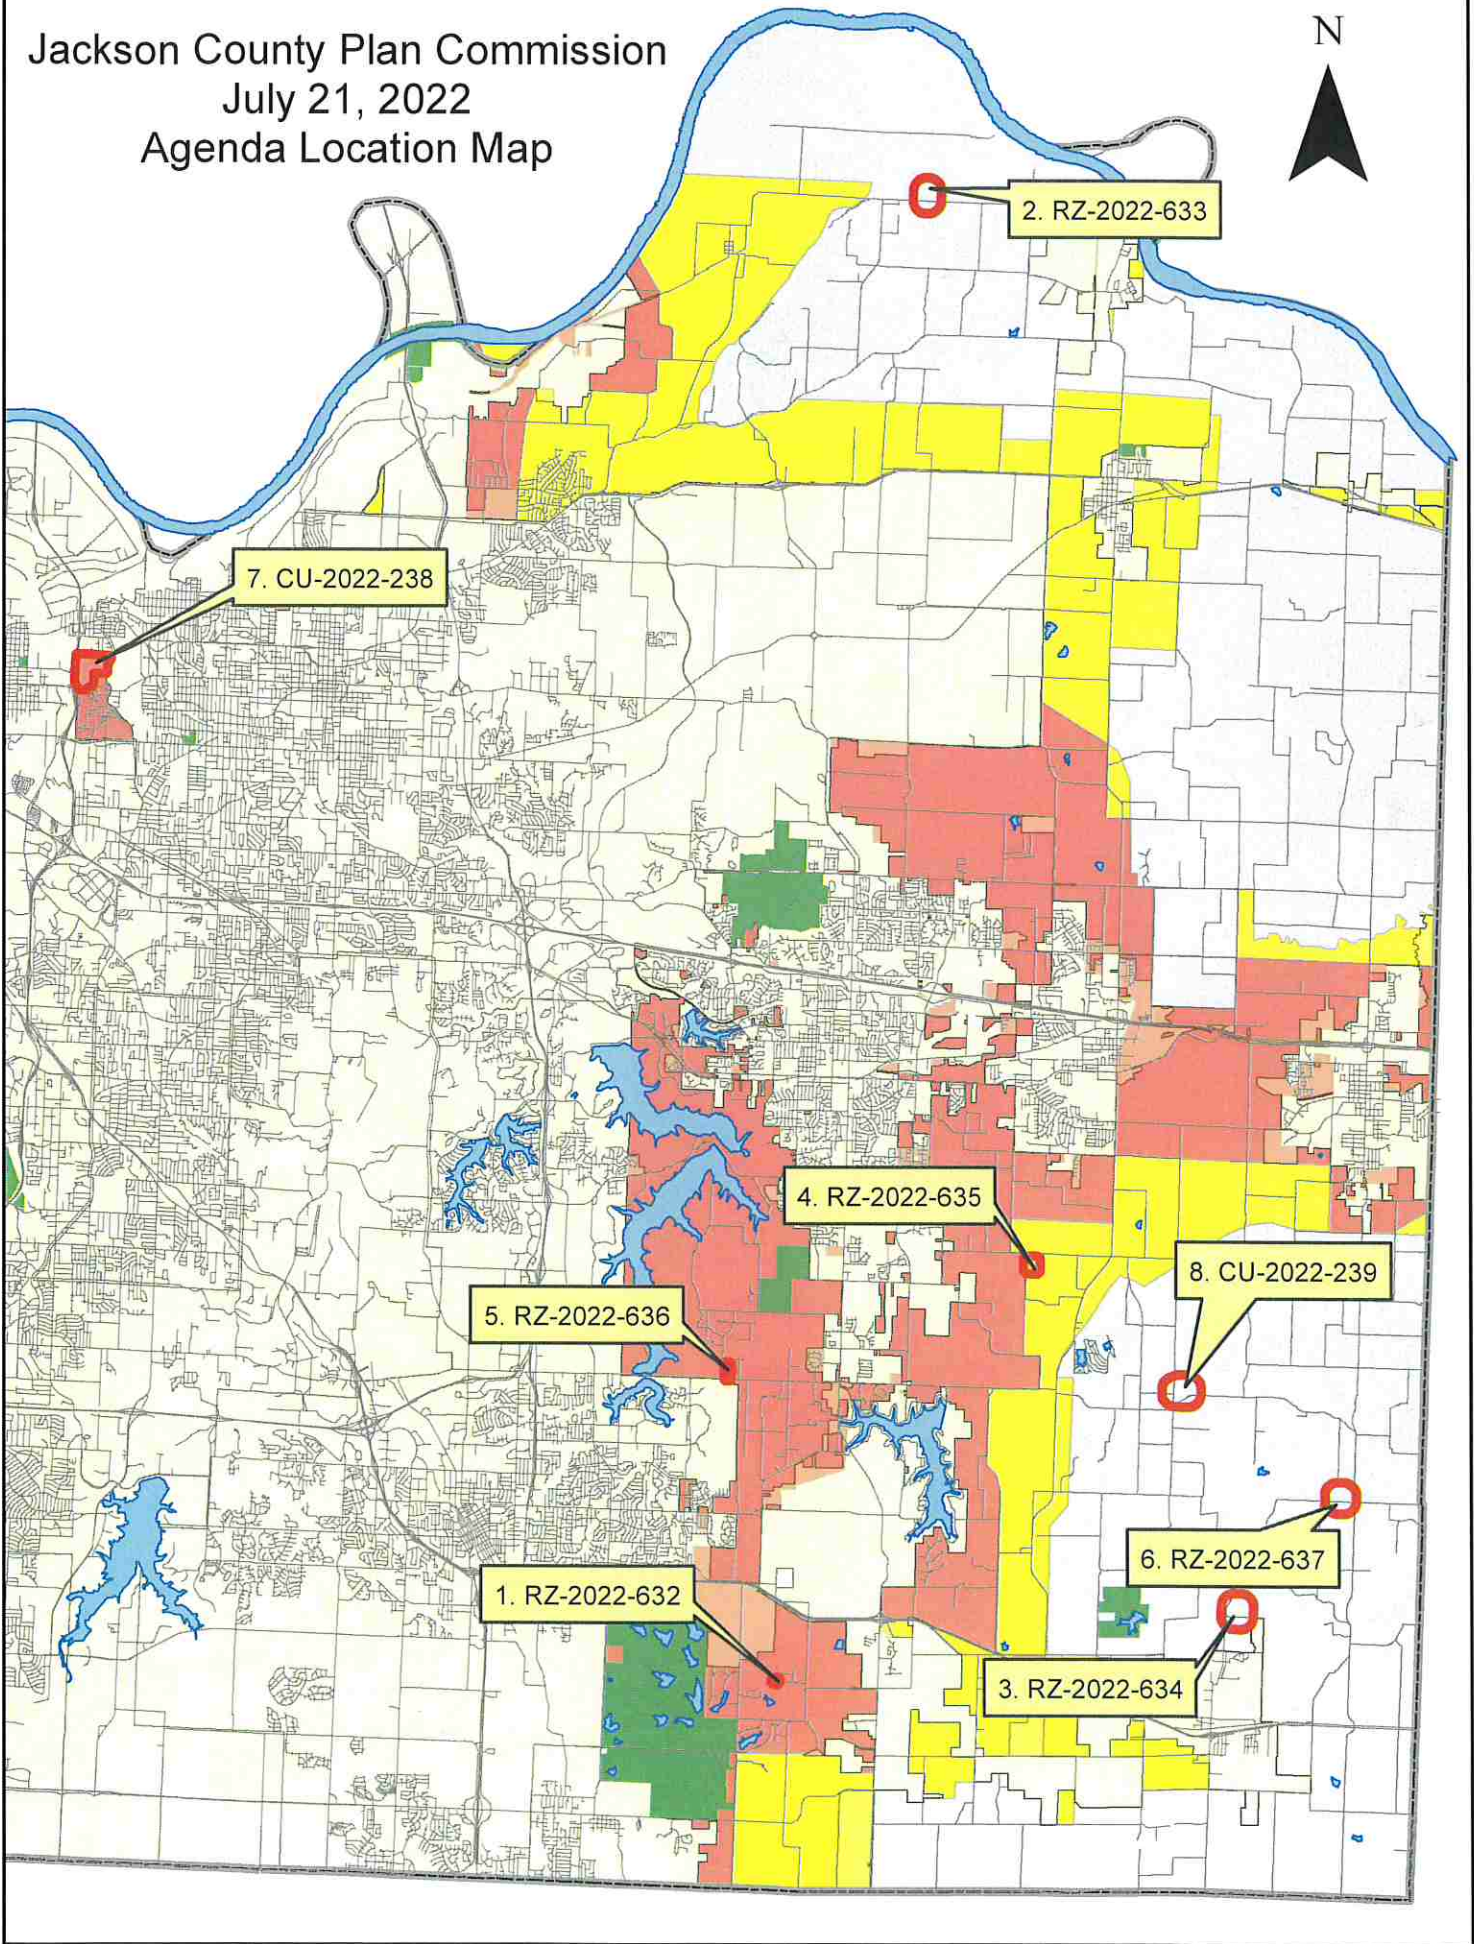 Jackson County Plan Commission
July 21, 2022
Agenda Location Map
N
2. RZ-2022-633
7. CU-2022-238
4. RZ-2022-635
8. CU-2022-239
5. RZ-2022-636
6. RZ-2022-637
1. RZ-2022-632
3. RZ-2022-634